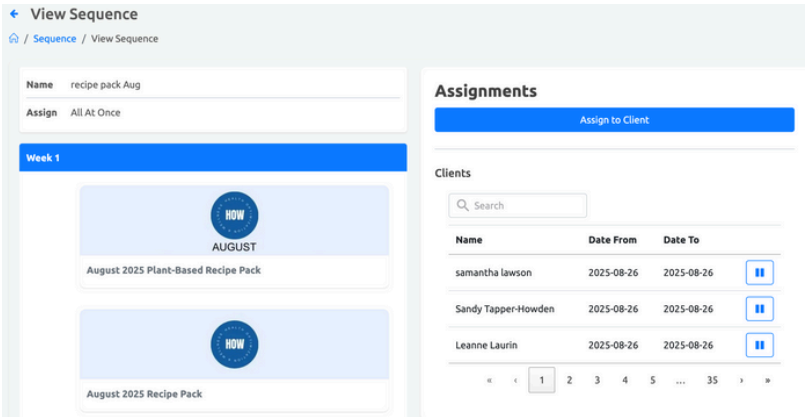 View Sequence
/ Sequence / View Sequence
Name recipe pack Aug
Assign All At Once
Week 1
HOW
AUGUST
August 2025 Plant-Based Recipe Pack
HOW
August 2025 Recipe Pack
Assignments
Assign to Client
Clients
Search
Name Date From Date To
samantha lawson 2025-08-26 2025-08-26
Sandy Tapper-Howden 2025-08-26 2025-08-26
Leanne Laurin 2025-08-26 2025-08-26
« ‹ 1 2 3 4 5 ... 35 › »